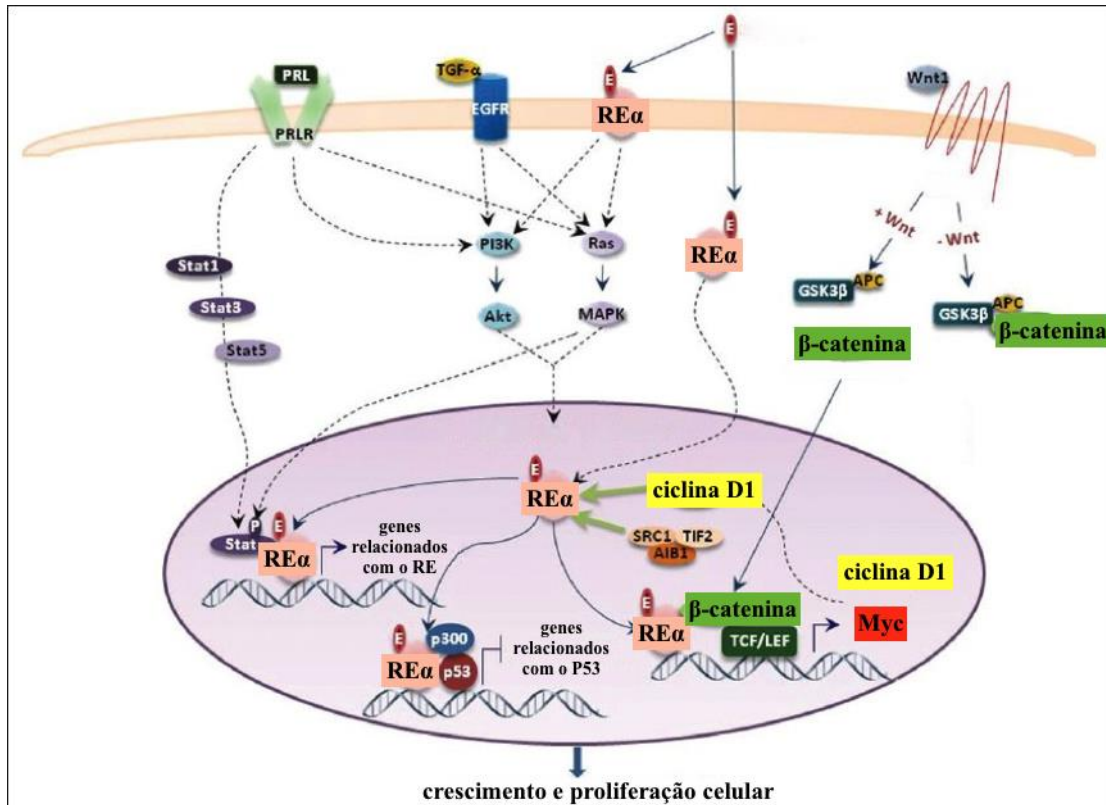 E
PRL
TGF-α
E
Wnt1
EGFR
REα
PRLR
E
+ Wnt
- Wnt
PI3K
Ras
REα
Stat1
APC
GSK3β
APC
Stat3
GSK3β
Akt
MAPK
β-catenina
β-catenina
Stat5
E
REα
ciclina D1
P
E
genes
relacionados
com o RE
Stat
REα
SRC1
TIF2
AIB1
ciclina D1
E
β-catenina
REα
Myc
TCF/LEF
E
p300
genes
relacionados
com o P53
REα
p53
crescimento e proliferação celular